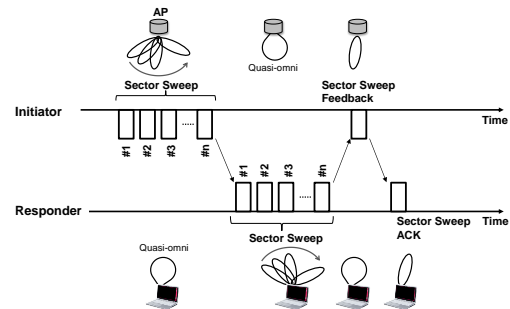 AP
Quasi-omni
Sector Sweep
Sector Sweep
Feedback
Initiator
Time
#1
#2
#3
.....
#n
#1
#2
#3
.....
#n
Responder
Sector Sweep
ACK
Time
Quasi-omni
Sector Sweep